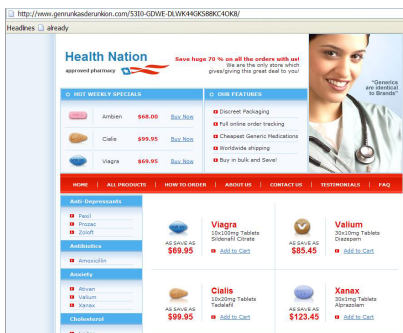 http://www.genrunkasderunkion.com/53I0-GDWE-DLWK44GKS88KC4OK8/
Headlines already
Health Nation
approved pharmacy
Save huge 70 % on all the orders with us!
We are the only store which
gives/giving this great deal to you!
"Generics
are identical
to Brands"
HOT WEEKLY SPECIALS
Ambien $68.00 Buy Now
Cialis $99.95 Buy Now
Viagra $69.95 Buy Now
OUR FEATURES
Discreet Packaging
Full online order tracking
Cheapest Generic Medications
Worldwide shipping
Buy in bulk and Save!
HOME | ALL PRODUCTS | HOW TO ORDER | ABOUT US | CONTACT US | TESTIMONIALS | FAQ
Anti-Depressants
Paxil
Prozac
Zoloft
Antibiotics
Amoxicillin
Anxiety
Ativan
Valium
Xanax
Cholesterol
Viagra
10x100mg Tablets
Sildenafil Citrate
AS SAVE AS
$69.95
Add to Cart
Valium
30x10mg Tablets
Diazepam
AS SAVE AS
$85.45
Add to Cart
Cialis
10x20mg Tablets
Tadalafil
AS SAVE AS
$99.95
Add to Cart
Xanax
30x1mg Tablets
Alprazolam
AS SAVE AS
$123.45
Add to Cart